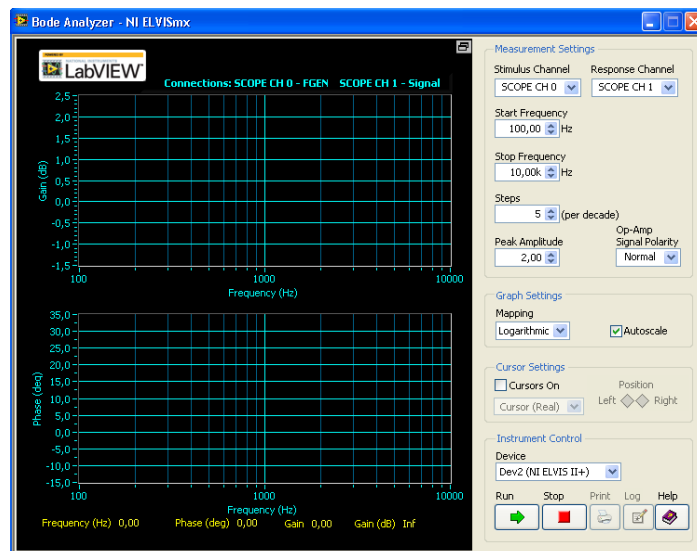 Bode Analyzer - NI ELVISmx
LabVIEW
Connections: SCOPE CH 0 - FGEN SCOPE CH 1 - Signal
2,5
2,0
1,5
1,0
0,5
0,0
-0,5
-1,0
-1,5
Gain (dB)
100 1000 10000
Frequency (Hz)
35,0
30,0
25,0
20,0
15,0
10,0
5,0
0,0
-5,0
-10,0
-15,0
Phase (deg)
100 1000 10000
Frequency (Hz)
Frequency (Hz) 0,00 Phase (deg) 0,00 Gain 0,00 Gain (dB) Inf
Measurement Settings
Stimulus Channel Response Channel
SCOPE CH 0 SCOPE CH 1
Start Frequency
100,00 Hz
Stop Frequency
10,00k Hz
Steps
5 (per decade)
Peak Amplitude
2,00
Op-Amp
Signal Polarity
Normal
Graph Settings
Mapping
Logarithmic Autoscale
Cursor Settings
Cursors On Position
Cursor (Real) Left Right
Instrument Control
Device
Dev2 (NI ELVIS II+)
Run Stop Print Log Help